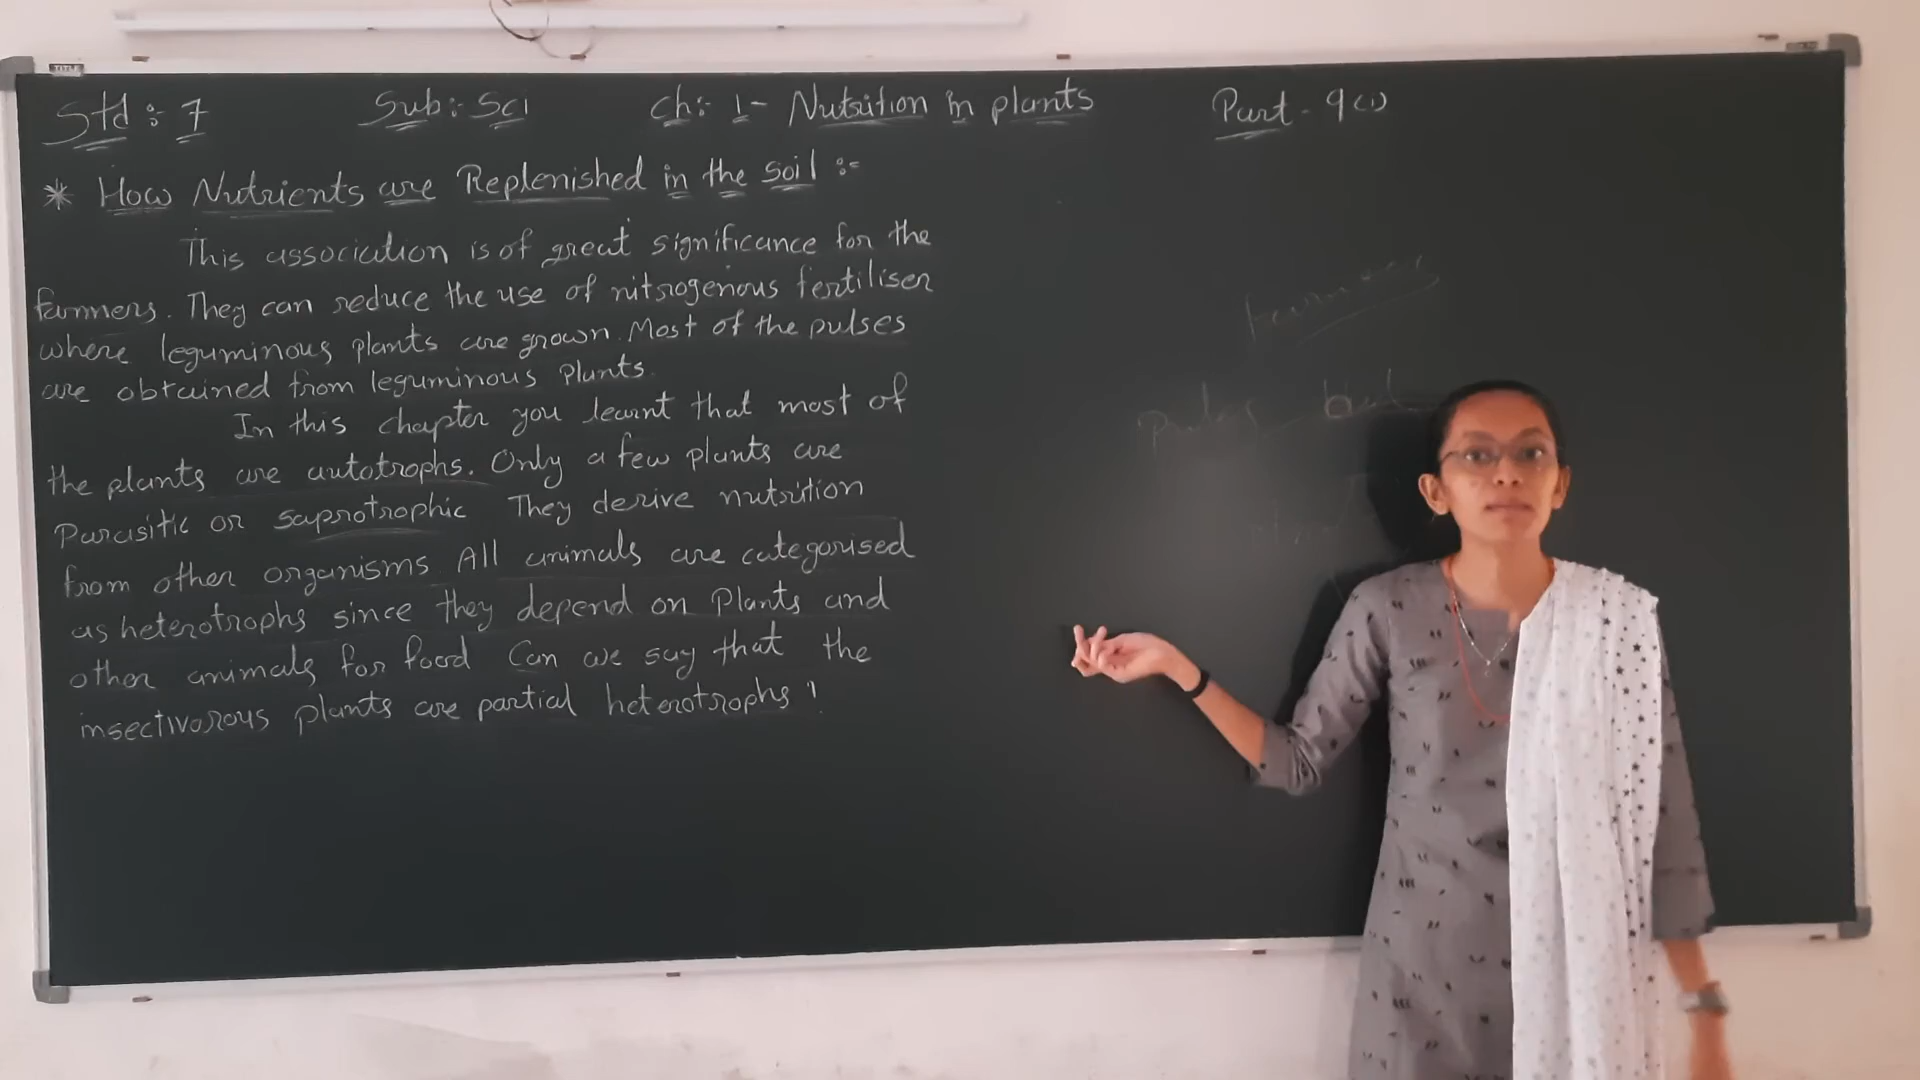 Std : 7 Sub:- Sci Ch:- 1- Nutrition in plants Part - 9(1)
* How Nutrients are Replenished in the soil :-
This association is of great significance for the
farmers. They can reduce the use of nitrogenous fertiliser
where leguminous plants are grown. Most of the pulses
are obtained from leguminous plants.
In this chapter you learnt that most of
the plants are autotrophs. Only a few plants are
Parasitic or saprotrophic They derive nutrition
from other organisms. All animals are categorised
as heterotrophs since they depend on plants and
other animals for food Can we say that the
insectivorous plants are partial heterotrophs ?
farmers